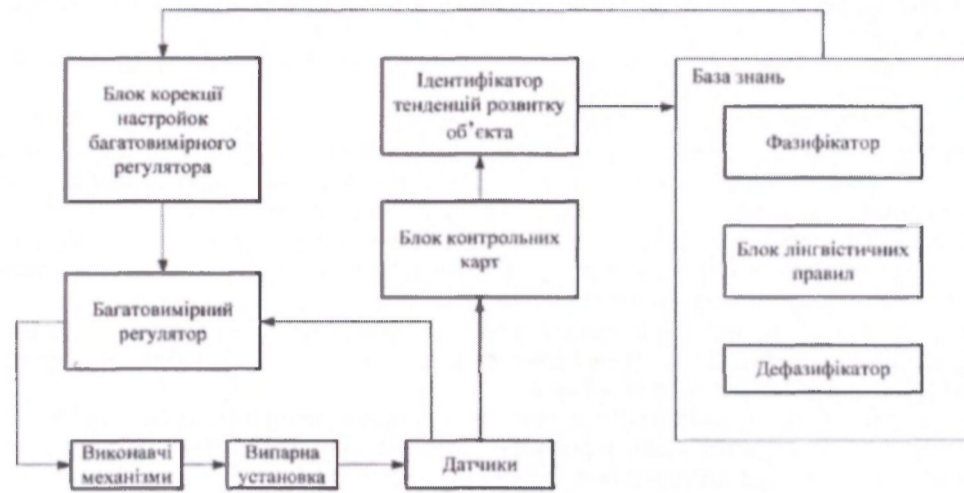 Блок корекції
настройок
багатовимірного
регулятора
Ідентифікатор
тенденцій розвитку
об’єкта
База знань
Фазифікатор
Блок контрольних
карт
Блок лінгвістичних
правил
Багатовимірний
регулятор
Дефазифікатор
Виконавчі
механізми
Випарна
установка
Датчики